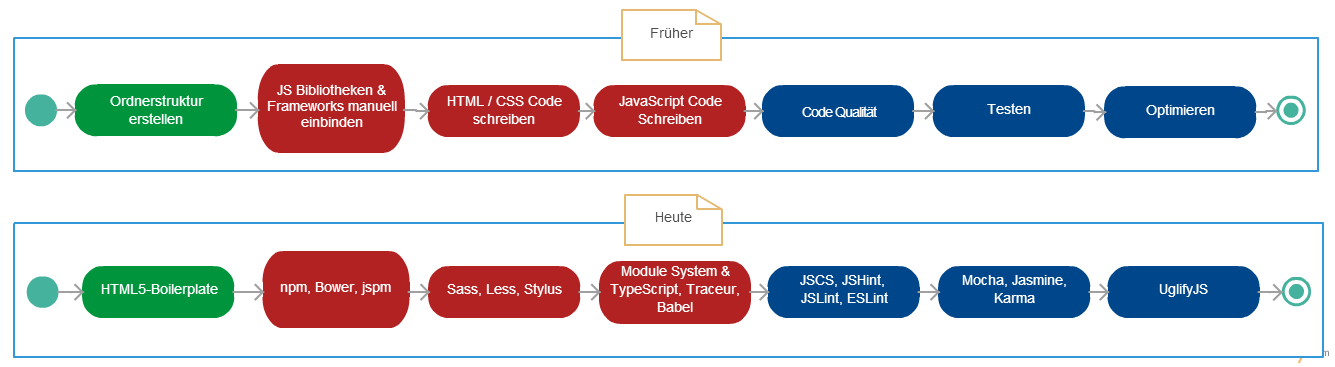 Früher
Ordnerstruktur
erstellen
JS Bibliotheken &
Frameworks manuell
einbinden
HTML / CSS Code
schreiben
JavaScript Code
Schreiben
Code Qualität
Testen
Optimieren
Heute
HTML5-Boilerplate
npm, Bower, jspm
Sass, Less, Stylus
Module System &
TypeScript, Traceur,
Babel
JSCS, JSHint,
JSLint, ESLint
Mocha, Jasmine,
Karma
UglifyJS